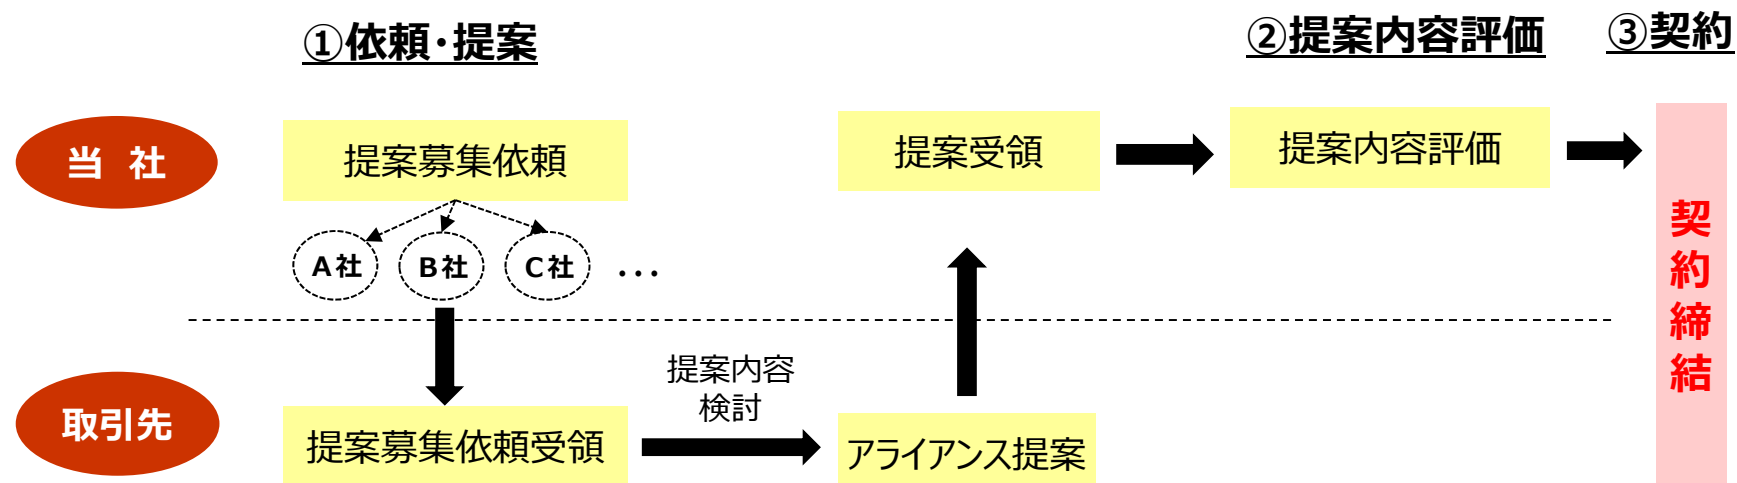 ①依頼・提案
②提案内容評価
③契約
当 社
提案募集依頼
提案受領
提案内容評価
A社
B社
C社
・・・
契約締結
取引先
提案募集依頼受領
提案内容
検討
アライアンス提案